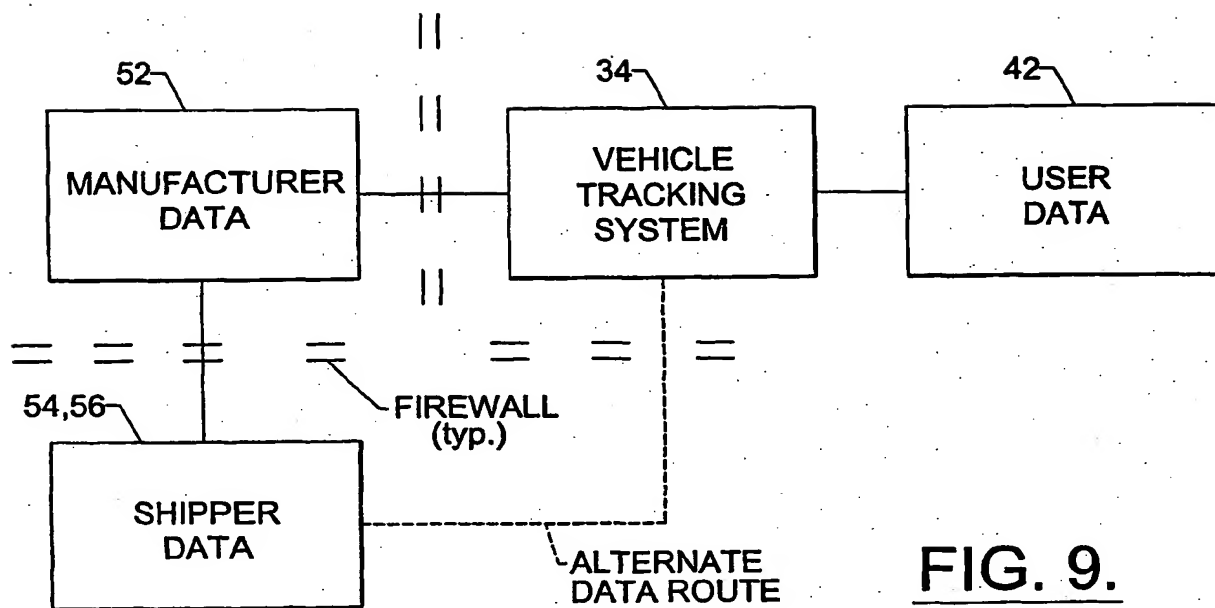 52
34
42
MANUFACTURER
DATA
VEHICLE
TRACKING
SYSTEM
USER
DATA
54,56
FIREWALL
(typ.)
SHIPPER
DATA
ALTERNATE
DATA ROUTE
FIG. 9.